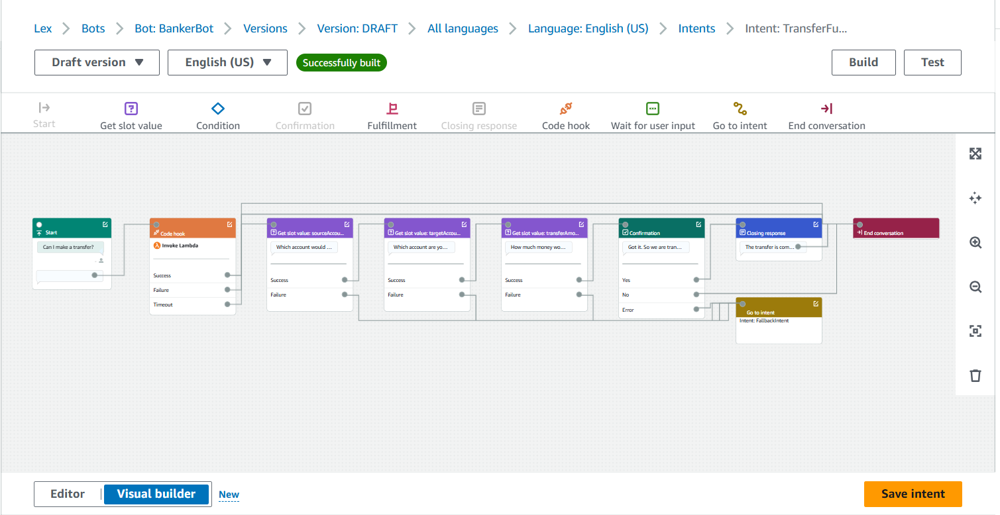 Lex Bots Bot: BankerBot Versions Version: DRAFT All languages Language: English (US) Intents Intent: TransferFu...
Draft version English (US) Successfully built Build Test
Start Get slot value Condition Confirmation Fulfillment Closing response Code hook Wait for user input Go to intent End conversation
Start
Can I make a transfer?
Code hook
Invoke Lambda
Success
Failure
Timeout
Get slot value: sourceAccou...
Which account would ...
Success
Failure
Get slot value: targetAccou...
Which account are yo...
Success
Failure
Get slot value: transferAmo...
How much money wo...
Success
Failure
Confirmation
Got it. So we are tran...
Yes
No
Error
Closing response
The transfer is com...
Go to intent
Intent: FallbackIntent
End conversation
Editor Visual builder New Save intent